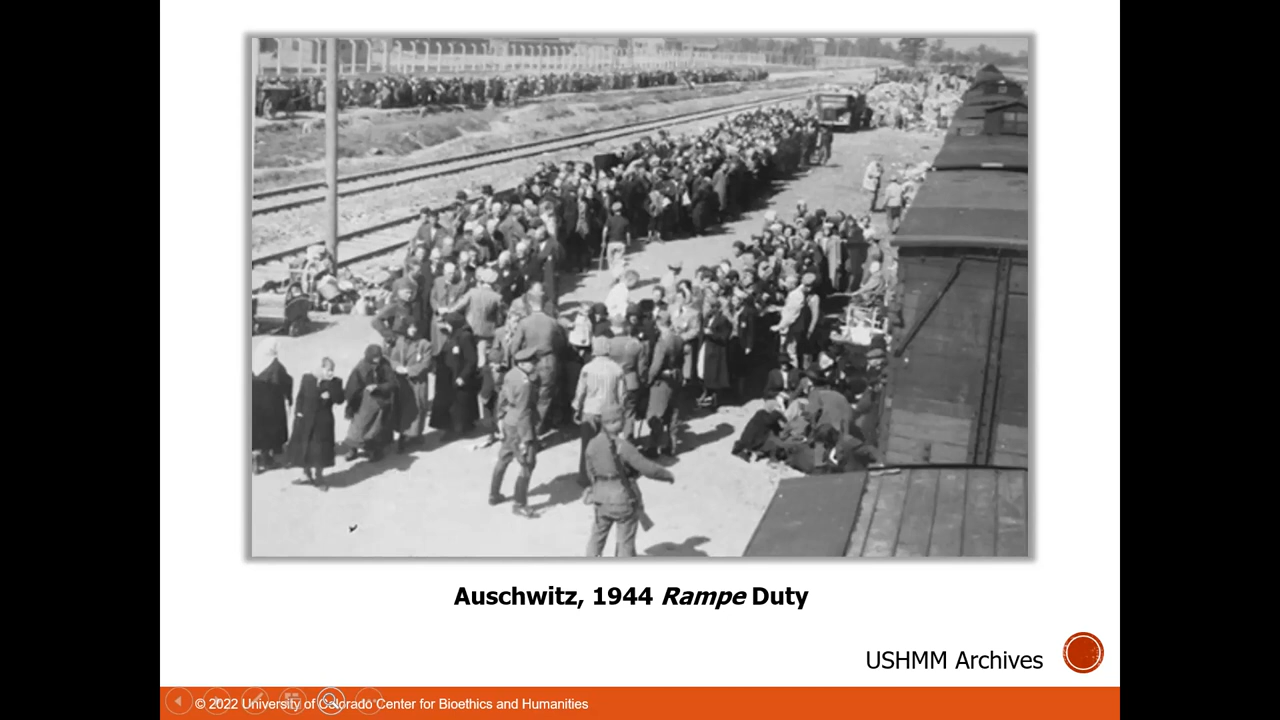 Auschwitz, 1944 Rampe Duty
USHMM Archives
© 2022 University of Colorado Center for Bioethics and Humanities